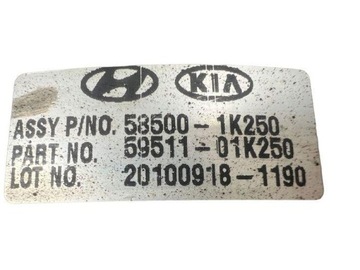 KIA
ASSY P/NO. 58500-1K250
PART NO. 59511-01K250
LOT NO. 20100918-1190